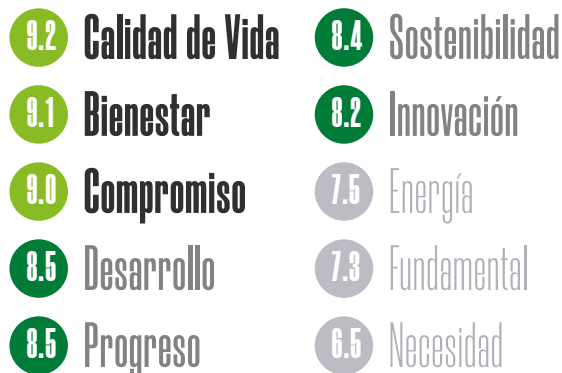 9.2 Calidad de Vida
9.1 Bienestar
9.0 Compromiso
8.5 Desarrollo
8.5 Progreso
8.4 Sostenibilidad
8.2 Innovación
7.5 Energía
7.3 Fundamental
6.5 Necesidad